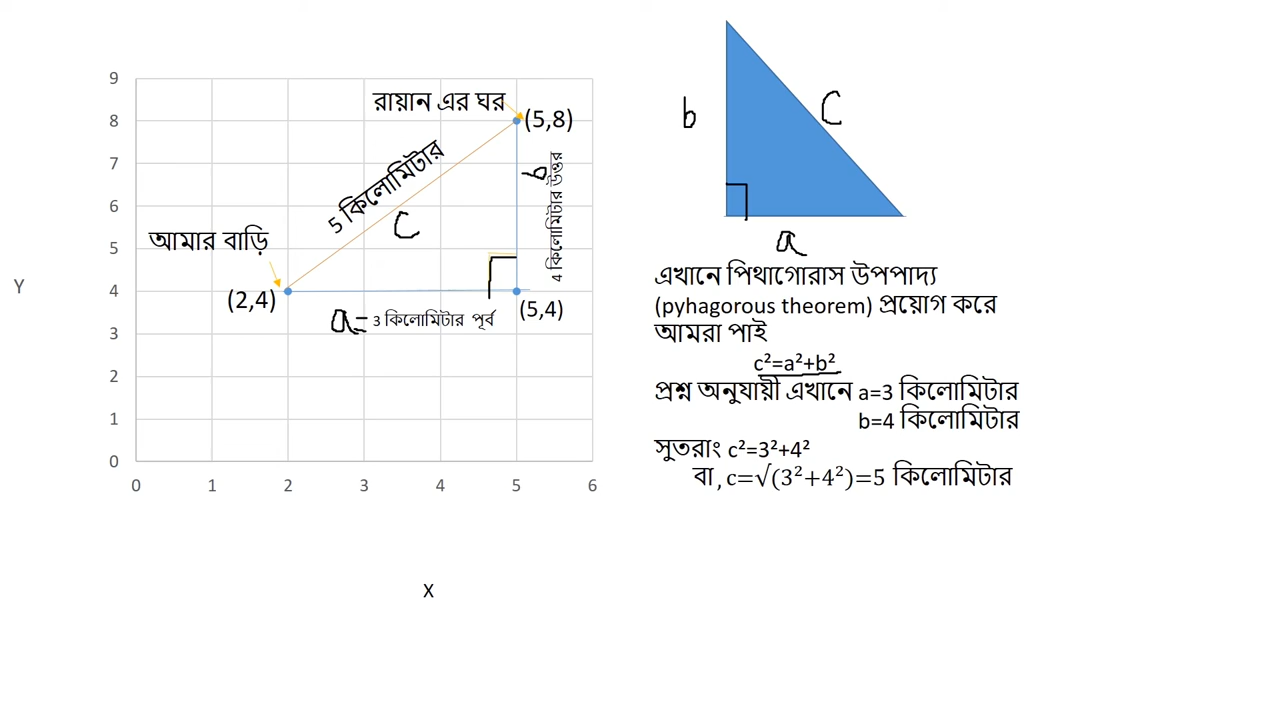 9
8
7
6
5
4
3
2
1
0
0 1 2 3 4 5 6
Y
X
রায়ান এর ঘর
(5,8)
5 কিলোমিটার
C
b
4 কিলোমিটার উত্তর
আমার বাড়ি
(2,4)
(5,4)
a= 3 কিলোমিটার পূর্ব
b
C
a
এখানে পিথাগোরাস উপপাদ্য
(pyhagorous theorem) প্রয়োগ করে
আমরা পাই
c²=a²+b²
প্রশ্ন অনুযায়ী এখানে a=3 কিলোমিটার
b=4 কিলোমিটার
সুতরাং c²=3²+4²
বা ,c=√(3²+4²)=5 কিলোমিটার